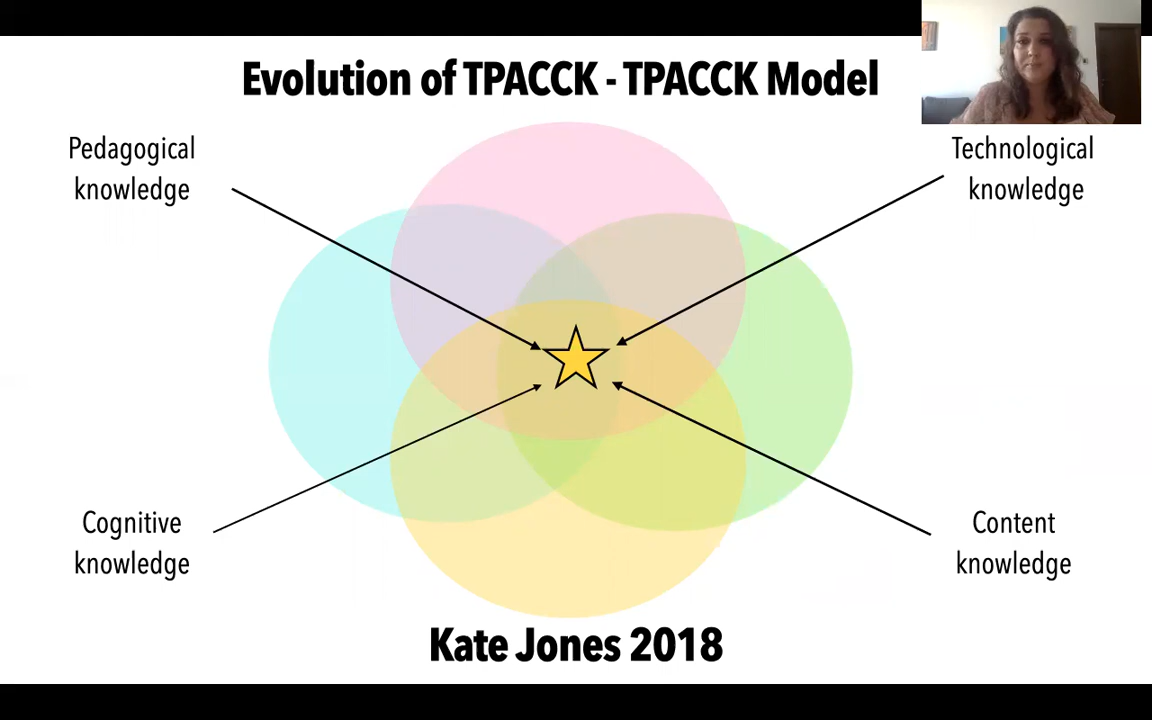 Evolution of TPACCK - TPACCK Model
Pedagogical
knowledge
Technological
knowledge
Cognitive
knowledge
Content
knowledge
Kate Jones 2018